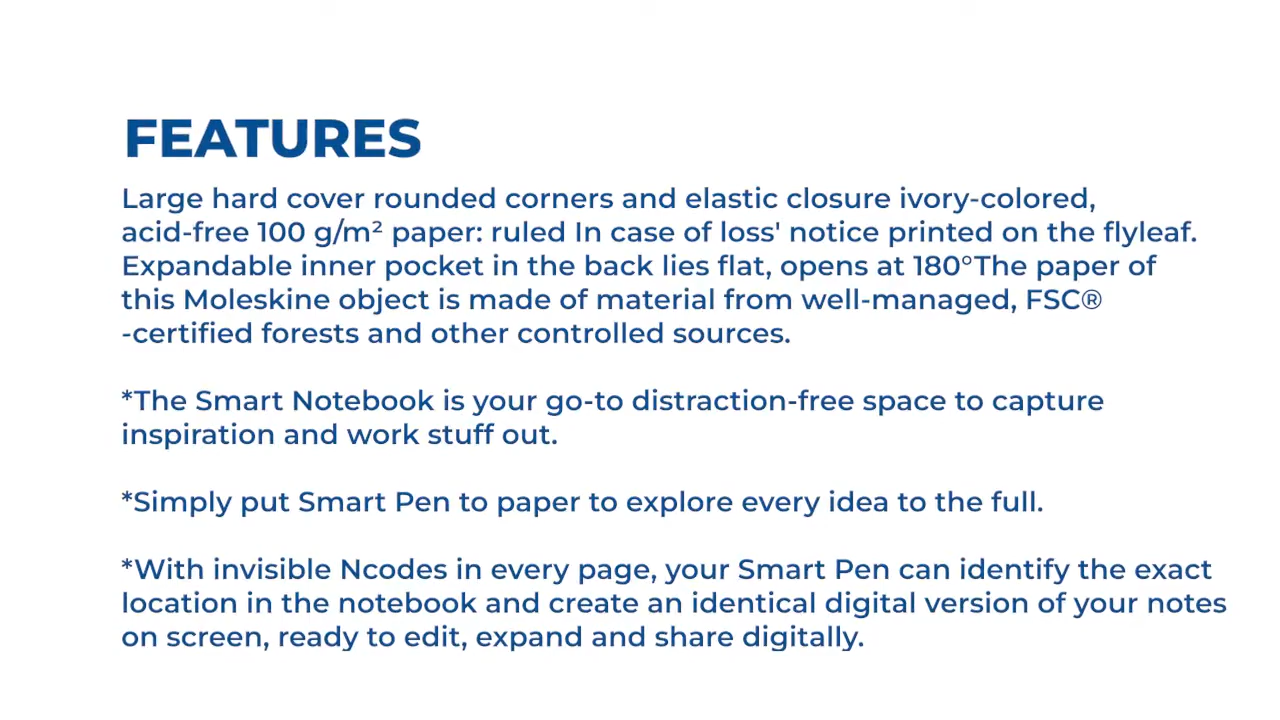 FEATURES
Large hard cover rounded corners and elastic closure ivory-colored,
acid-free 100 g/m² paper: ruled In case of loss' notice printed on the flyleaf.
Expandable inner pocket in the back lies flat, opens at 180°The paper of
this Moleskine object is made of material from well-managed, FSC®
-certified forests and other controlled sources.
*The Smart Notebook is your go-to distraction-free space to capture
inspiration and work stuff out.
*Simply put Smart Pen to paper to explore every idea to the full.
*With invisible Ncodes in every page, your Smart Pen can identify the exact
location in the notebook and create an identical digital version of your notes
on screen, ready to edit, expand and share digitally.